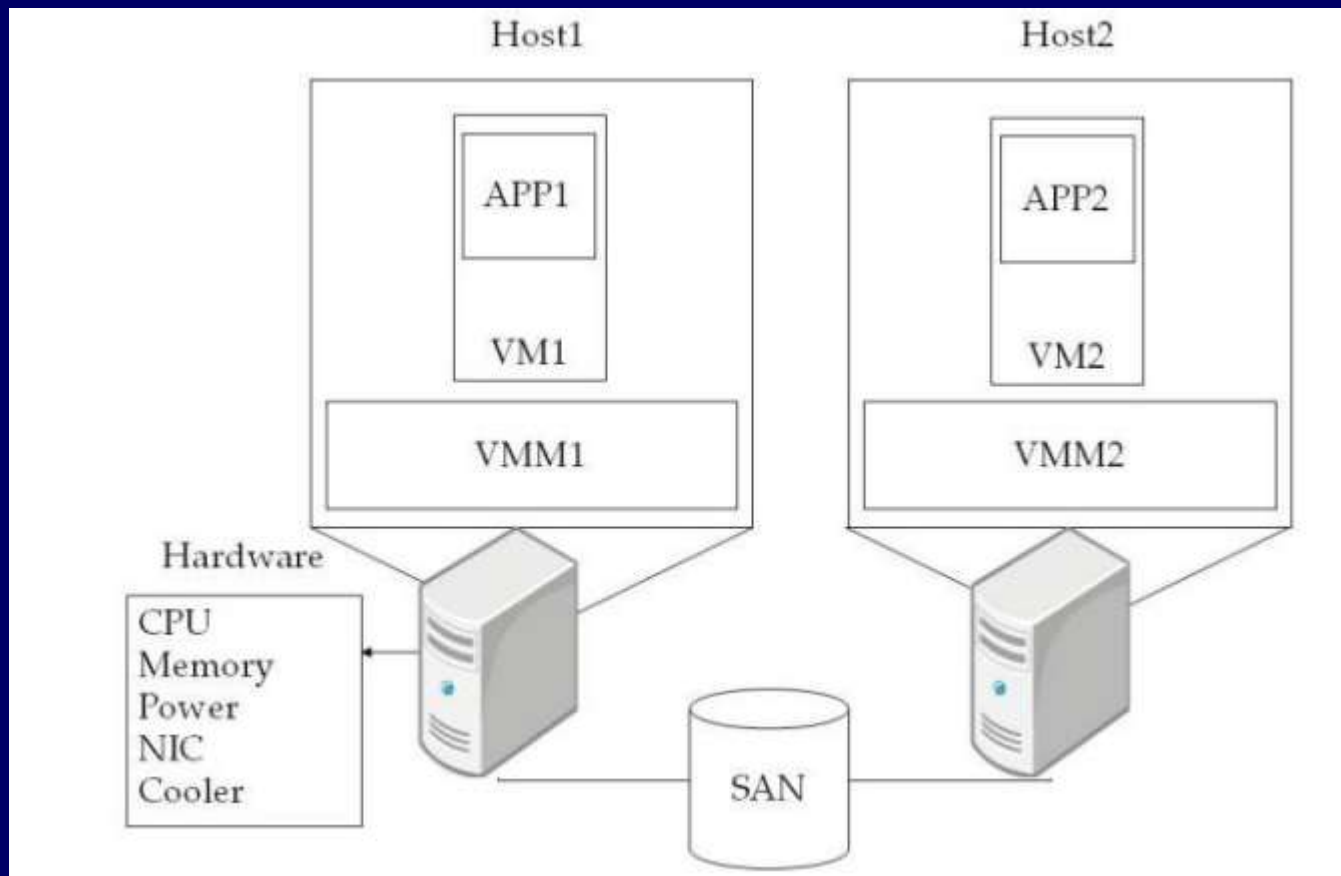 Host1
Host2
APP1
APP2
VM1
VM2
VMM1
VMM2
Hardware
CPU
Memory
Power
NIC
Cooler
SAN